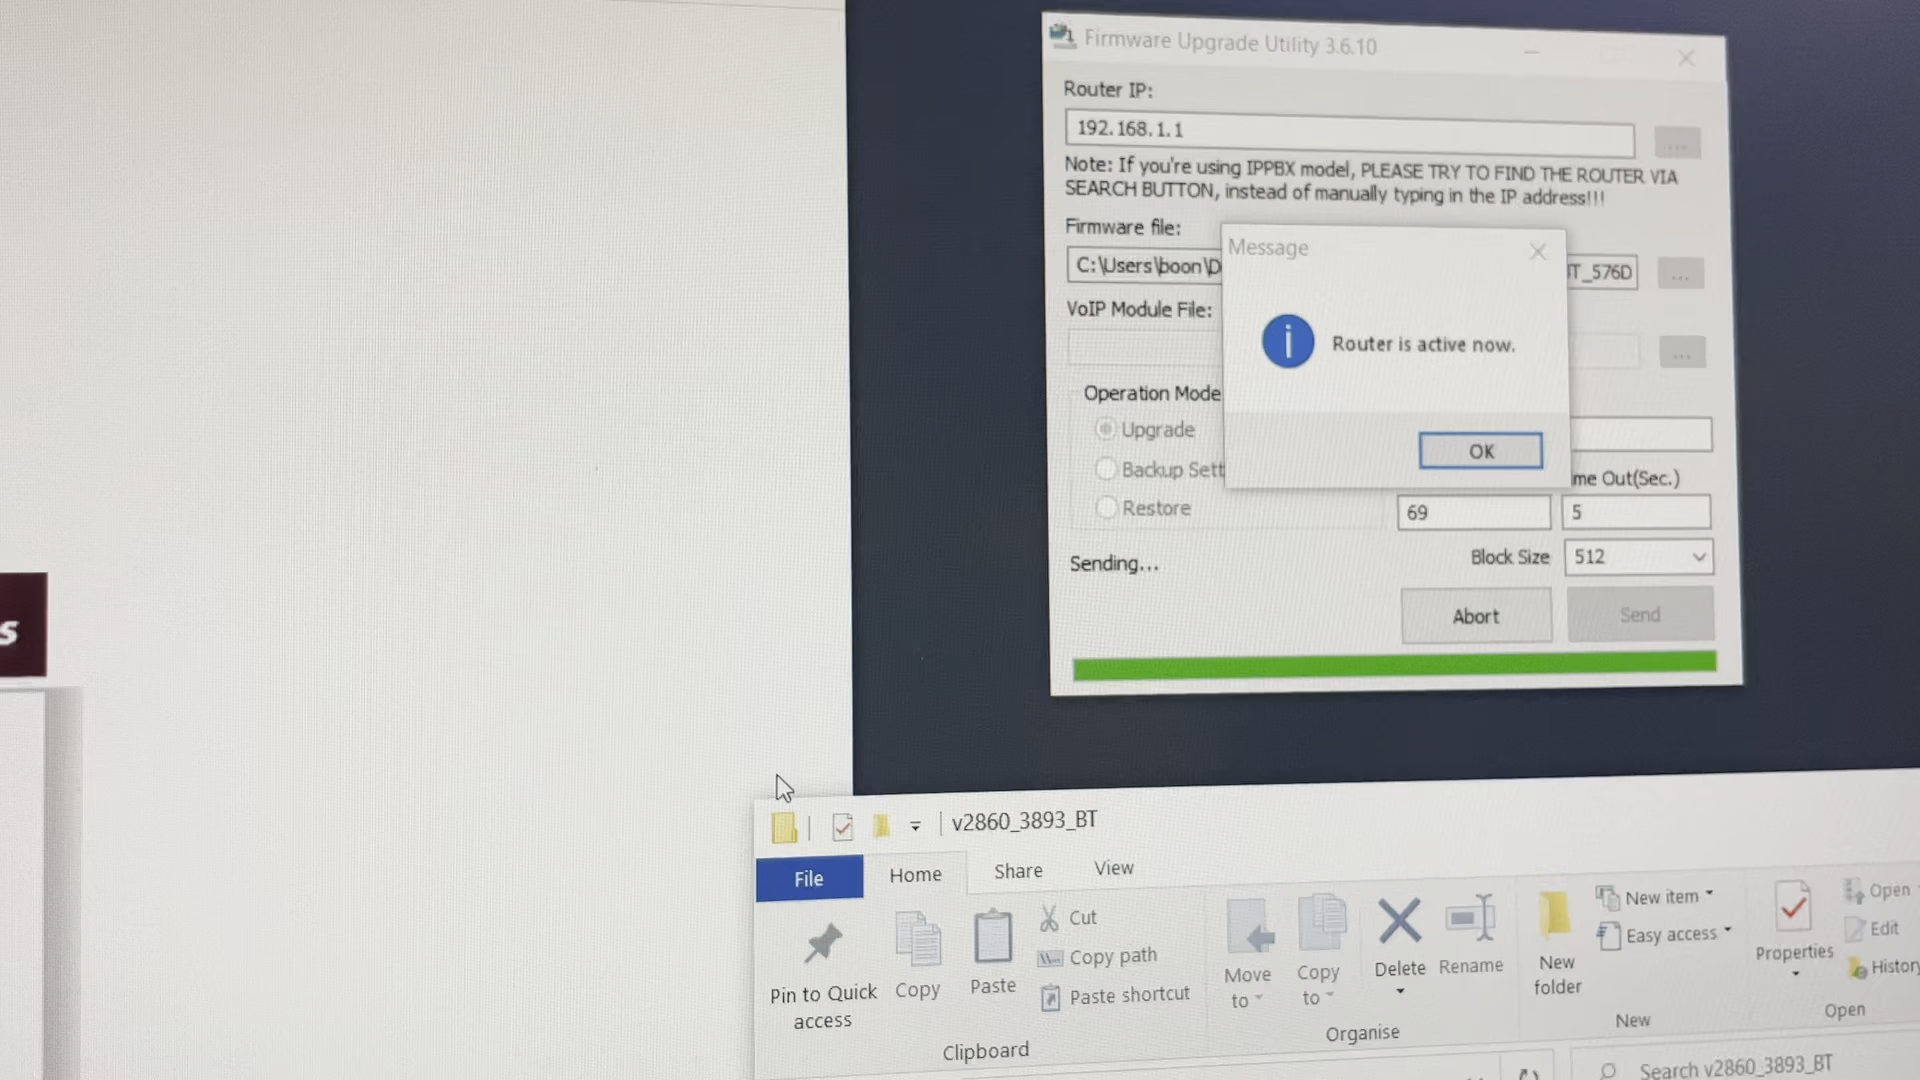 Firmware Upgrade Utility 3.6.10
Router IP:
192.168.1.1
...
Note: If you're using IPPBX model, PLEASE TRY TO FIND THE ROUTER VIA
SEARCH BUTTON, instead of manually typing in the IP address!!!
Firmware file:
C:\Users\boon\D
T_576D
...
VoIP Module File:
...
Message
Router is active now.
OK
Operation Mode
Upgrade
Backup Sett
Restore
me Out(Sec.)
69
5
Sending...
Block Size
512
Abort
Send
s
v2860_3893_BT
File
Home
Share
View
Pin to Quick
access
Copy
Paste
Cut
Copy path
Paste shortcut
Clipboard
Move
to
Copy
to
Delete
Rename
Organise
New
folder
New item
Easy access
New
Properties
Open
Edit
History
Open
Search v2860_3893_BT